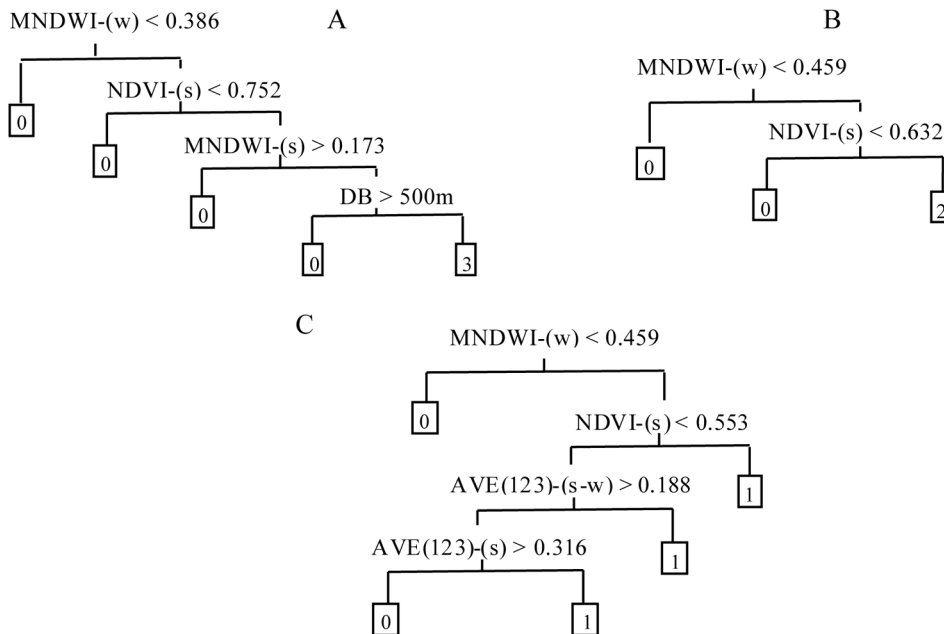 A
MNDWI-(w) < 0.386
NDVI-(s) < 0.752
0
MNDWI-(s) > 0.173
0
DB > 500m
0
0
3
B
MNDWI-(w) < 0.459
NDVI-(s) < 0.632
0
0
2
C
MNDWI-(w) < 0.459
NDVI-(s) < 0.553
0
AVE(123)-(s-w) > 0.188
1
AVE(123)-(s) > 0.316
1
0
1